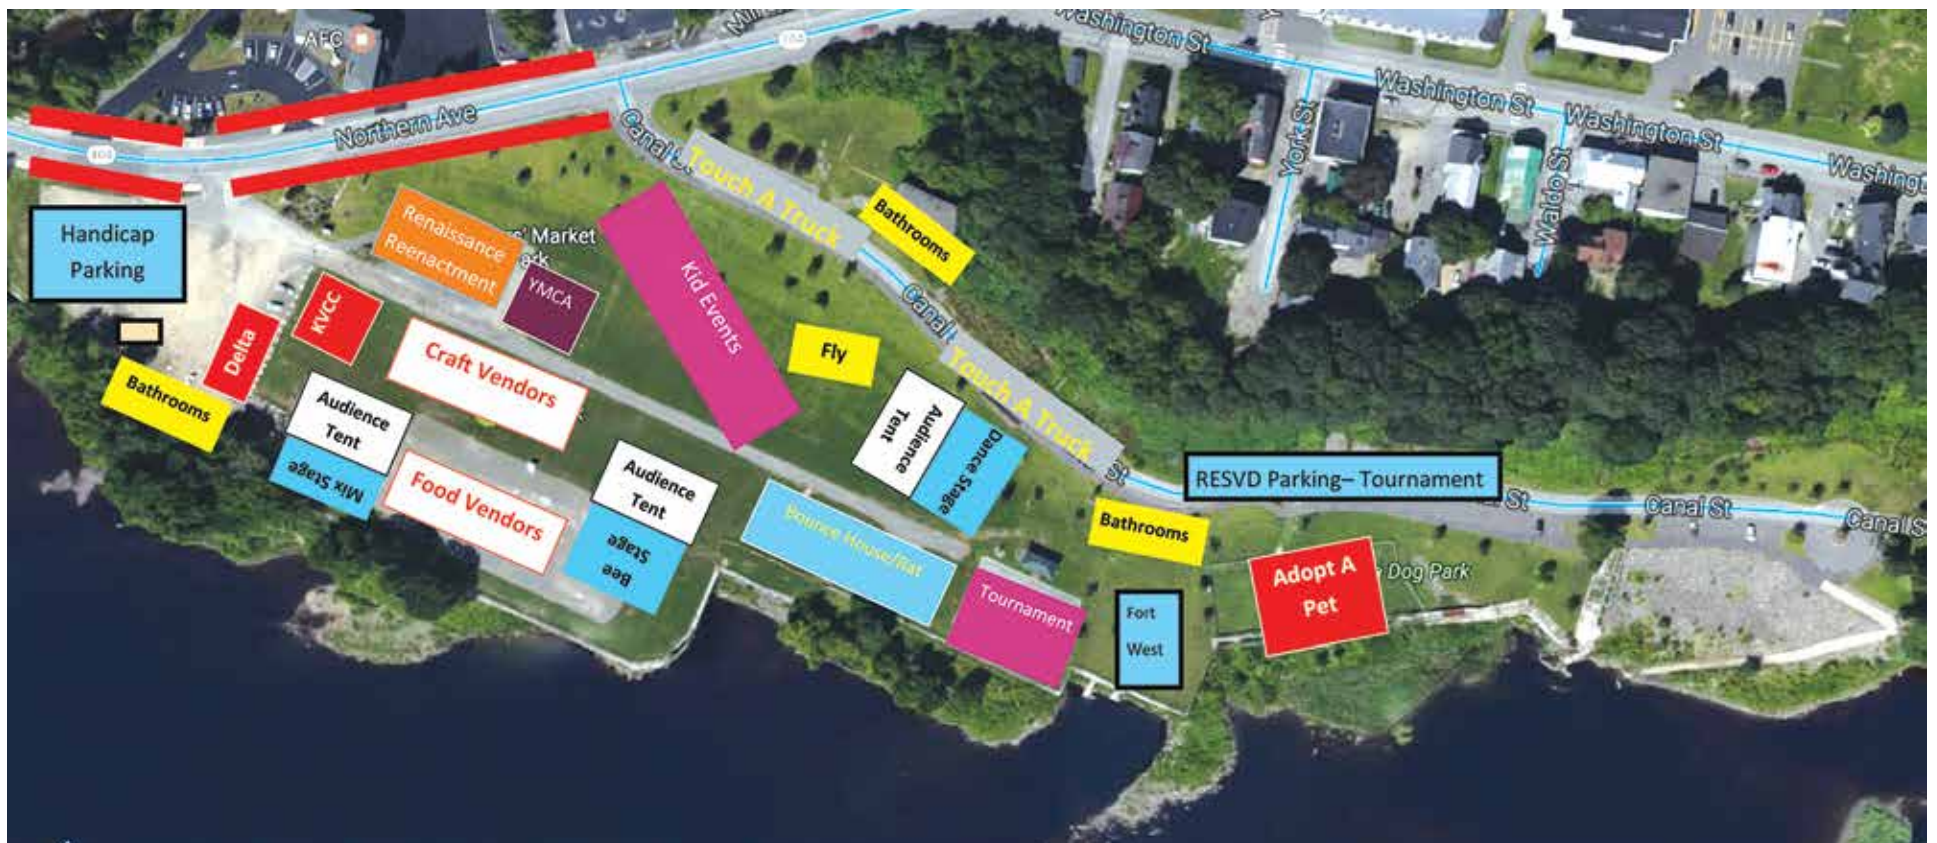 AFC
Washington St
Washington St
Washington St
Washingt
Northern Ave
104
Canal St
York St
Waldo St
Touch A Truck
Handicap
Parking
Renaissance
Reenactment
s' Market
ark
YMCA
Kid Events
Bathrooms
Canal
KVCC
Delta
Craft Vendors
Fly
Touch A Truck
Bathrooms
Audience
Tent
Mix Stage
Food Vendors
Audience
Tent
Bee
Stage
Audience
Tent
Dance Stage
St
RESVD Parking– Tournament
St
Canal St
Canal S
Bounce House/Rat
Bathrooms
Tournament
Fort
West
Adopt A
Pet
Dog Park